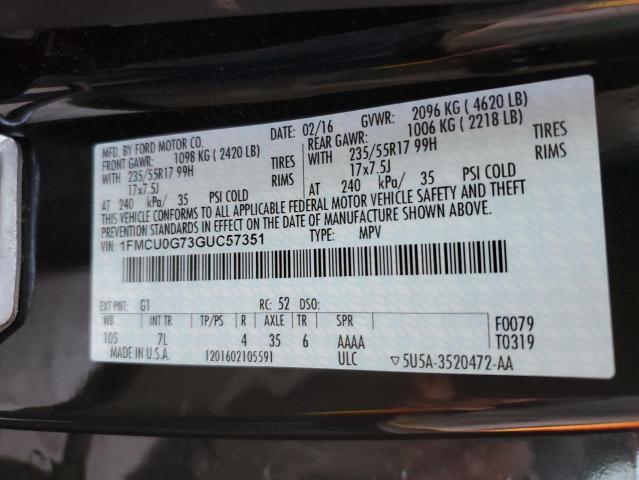 MFD. BY FORD MOTOR CO.
DATE: 02/16 GVWR: 2096 KG ( 4620 LB)
FRONT GAWR: 1098 KG ( 2420 LB) REAR GAWR: 1006 KG ( 2218 LB)
WITH 235/55R17 99H TIRES WITH 235/55R17 99H TIRES
17x7.5J RIMS 17x7.5J RIMS
AT 240 kPa/ 35 PSI COLD AT 240 kPa/ 35 PSI COLD
THIS VEHICLE CONFORMS TO ALL APPLICABLE FEDERAL MOTOR VEHICLE SAFETY AND THEFT
PREVENTION STANDARDS IN EFFECT ON THE DATE OF MANUFACTURE SHOWN ABOVE.
VIN: 1FMCU0G73GUC57351 TYPE: MPV
EXT PNT: G1 RC: 52 DSO:
WB INT TR TP/PS R AXLE TR SPR F0079
105 7L 4 35 6 AAAA T0319
MADE IN U.S.A. 1201602105591 ULC ▽5U5A-3520472-AA